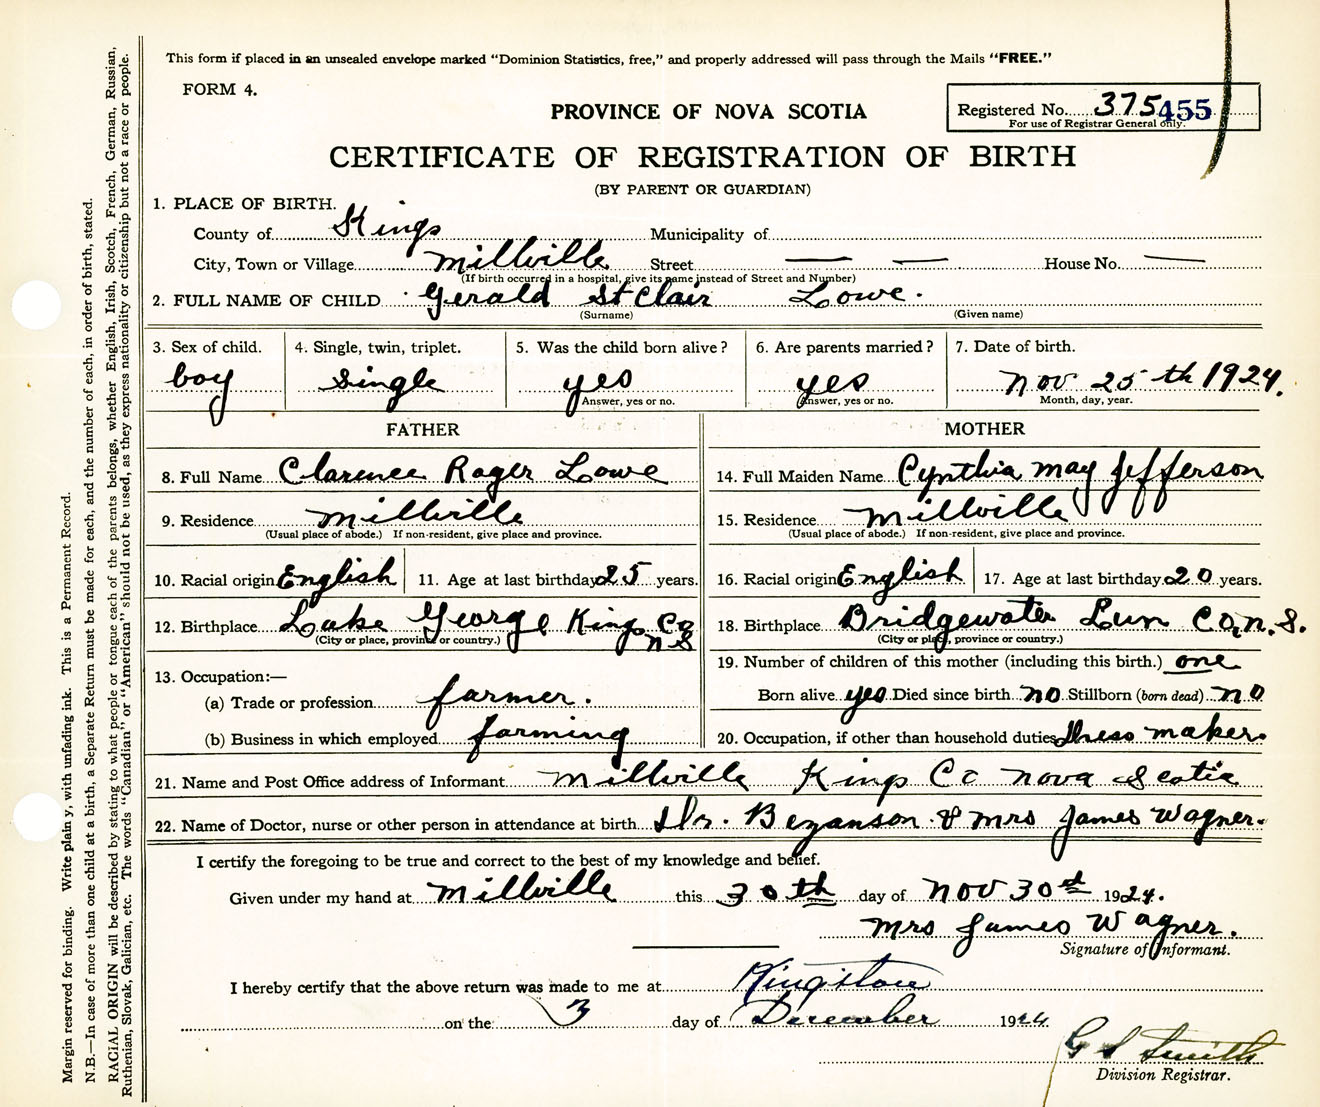 This form if placed in an unsealed envelope marked "Dominion Statistics, free," and properly addressed will pass through the Mails "FREE."
FORM 4.
PROVINCE OF NOVA SCOTIA
Registered No. 375455
For use of Registrar General only.
CERTIFICATE OF REGISTRATION OF BIRTH
(BY PARENT OR GUARDIAN)
1. PLACE OF BIRTH.
County of Kings Municipality of
City, Town or Village Millville Street — — House No. —
(If birth occurred in a hospital, give its name instead of Street and Number)
2. FULL NAME OF CHILD Gerald St Clair Lowe.
(Surname) (Given name)
3. Sex of child. 4. Single, twin, triplet. 5. Was the child born alive? 6. Are parents married? 7. Date of birth.
boy single yes yes Nov 25th 1924.
Answer, yes or no. Answer, yes or no. Month, day, year.
FATHER MOTHER
8. Full Name Clarence Roger Lowe 14. Full Maiden Name Cynthia May Jefferson
9. Residence Millville 15. Residence Millville
(Usual place of abode.) If non-resident, give place and province. (Usual place of abode.) If non-resident, give place and province.
10. Racial origin English 11. Age at last birthday 25 years. 16. Racial origin English 17. Age at last birthday 20 years.
12. Birthplace Lake George Kings Co NS 18. Birthplace Bridgewater Lun Co, N.S.
(City or place, province or country.) (City or place, province or country.)
19. Number of children of this mother (including this birth.) one
13. Occupation:—
(a) Trade or profession farmer. Born alive yes Died since birth no Stillborn (born dead) no
(b) Business in which employed farming 20. Occupation, if other than household duties Dress maker.
21. Name and Post Office address of Informant Millville Kings Co Nova Scotia
22. Name of Doctor, nurse or other person in attendance at birth Dr. Bezanson & Mrs James Wagner.
I certify the foregoing to be true and correct to the best of my knowledge and belief.
Given under my hand at Millville this 30th day of Nov 30th 1924.
Mrs James Wagner.
Signature of Informant.
I hereby certify that the above return was made to me at Kingston
on the 3 day of December 1924
G S Smith
Division Registrar.
Margin reserved for binding. Write plainly, with unfading ink. This is a Permanent Record.
N.B.—In case of more than one child at a birth, a Separate Return must be made for each, and the number of each, in order of birth, stated.
RACIAL ORIGIN will be described by stating to what people or tongue each of the parents belongs, whether English, Irish, Scotch, French, German, Russian,
Ruthenian, Slovak, Galician, etc. The words "Canadian" or "American" should not be used, as they express nationality or citizenship but not a race or people.